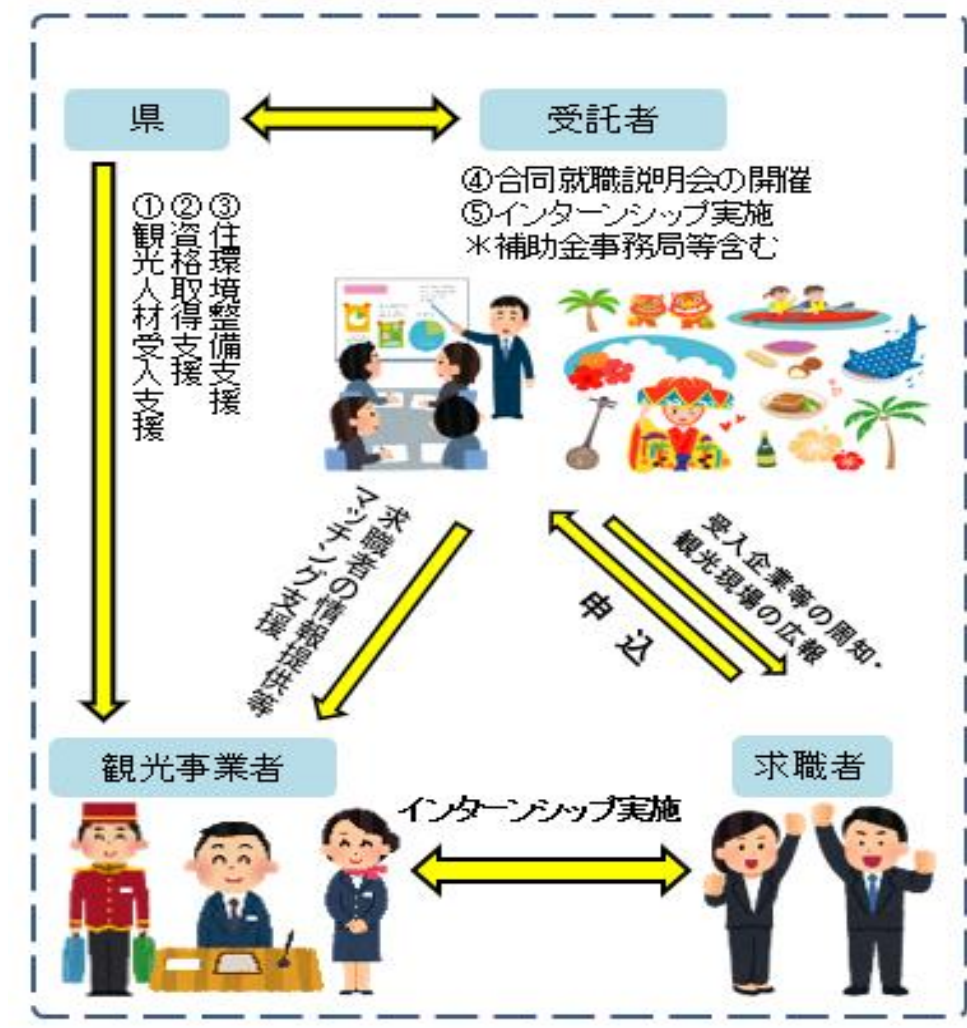 県
受託者
④合同就職説明会の開催
⑤インターンシップ実施
＊補助金事務局等含む
③住環境整備支援
②資格取得支援
①観光人材受入支援
求職者の情報提供等
マッチング支援
受入企業等の周知・
観光現場の広報
申込
観光事業者
求職者
インターンシップ実施